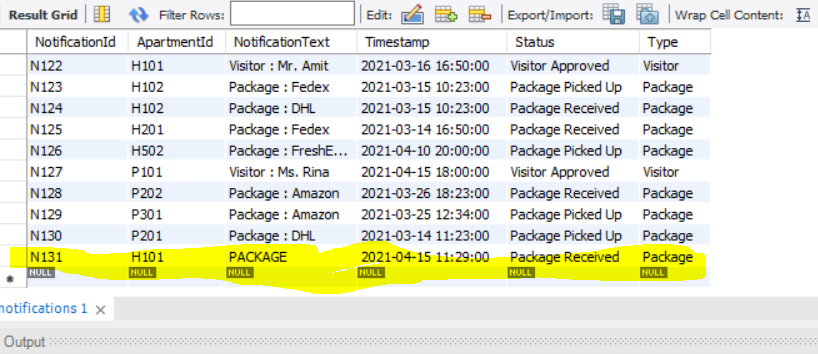 Result Grid Filter Rows: Edit: Export/Import: Wrap Cell Content:
NotificationId ApartmentId NotificationText Timestamp Status Type
N122 H101 Visitor : Mr. Amit 2021-03-16 16:50:00 Visitor Approved Visitor
N123 H102 Package : Fedex 2021-03-15 10:23:00 Package Picked Up Package
N124 H102 Package : DHL 2021-03-15 10:23:00 Package Received Package
N125 H201 Package : Fedex 2021-03-14 16:50:00 Package Received Package
N126 H502 Package : FreshE... 2021-04-10 20:00:00 Package Picked Up Package
N127 P101 Visitor : Ms. Rina 2021-04-15 18:00:00 Visitor Approved Visitor
N128 P202 Package : Amazon 2021-03-26 18:23:00 Package Received Package
N129 P301 Package : Amazon 2021-03-25 12:34:00 Package Picked Up Package
N130 P201 Package : DHL 2021-03-14 11:23:00 Package Picked Up Package
N131 H101 PACKAGE 2021-04-15 11:29:00 Package Received Package
NULL NULL NULL NULL NULL NULL
notifications 1
Output